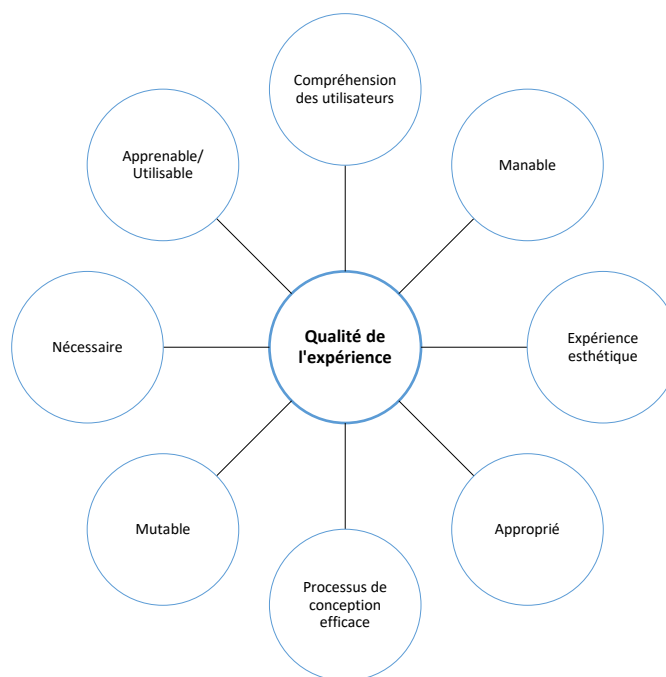 Compréhension
des utilisateurs
Apprenable/
Utilisable
Manable
Qualité de
l'expérience
Nécessaire
Expérience
esthétique
Mutable
Approprié
Processus de
conception
efficace